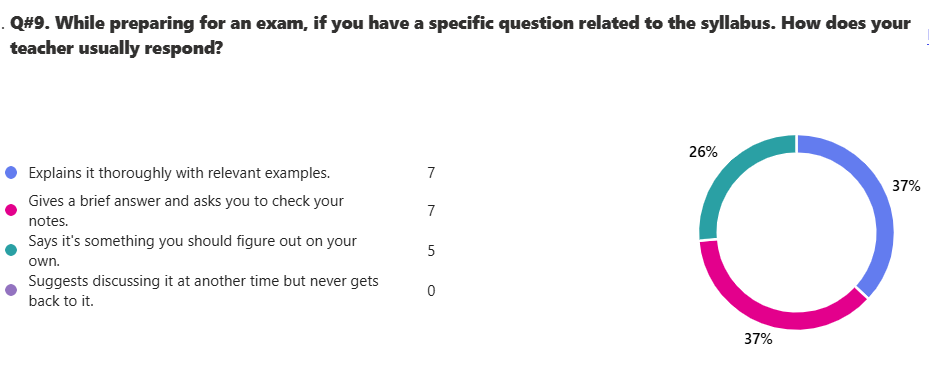 . Q#9. While preparing for an exam, if you have a specific question related to the syllabus. How does your
teacher usually respond?
Explains it thoroughly with relevant examples. 7
Gives a brief answer and asks you to check your
notes. 7
Says it's something you should figure out on your
own. 5
Suggests discussing it at another time but never gets
back to it. 0
26%
37%
37%